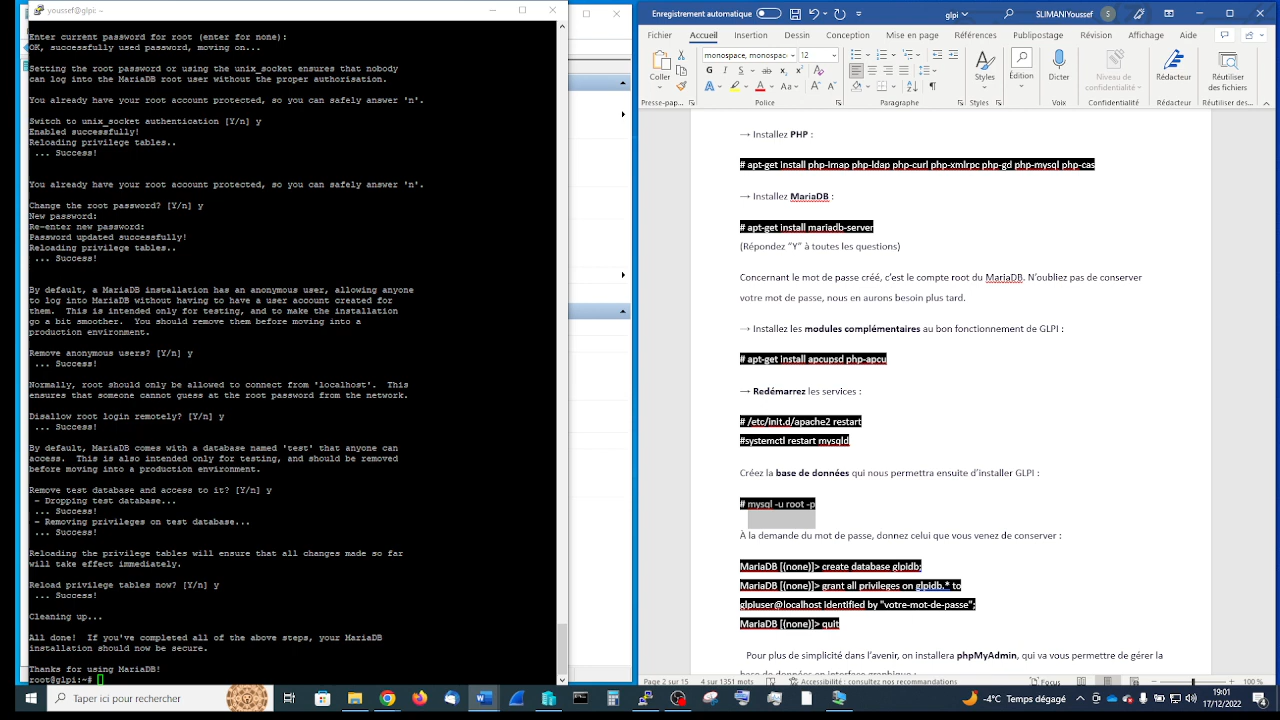 youssef@glpi: ~
Enter current password for root (enter for none):
OK, successfully used password, moving on...
Setting the root password or using the unix_socket ensures that nobody
can log into the MariaDB root user without the proper authorisation.
You already have your root account protected, so you can safely answer 'n'.
Switch to unix_socket authentication [Y/n] y
Enabled successfully!
Reloading privilege tables..
... Success!
You already have your root account protected, so you can safely answer 'n'.
Change the root password? [Y/n] y
New password:
Re-enter new password:
Password updated successfully!
Reloading privilege tables..
... Success!
By default, a MariaDB installation has an anonymous user, allowing anyone
to log into MariaDB without having to have a user account created for
them. This is intended only for testing, and to make the installation
go a bit smoother. You should remove them before moving into a
production environment.
Remove anonymous users? [Y/n] y
... Success!
Normally, root should only be allowed to connect from 'localhost'. This
ensures that someone cannot guess at the root password from the network.
Disallow root login remotely? [Y/n] y
... Success!
By default, MariaDB comes with a database named 'test' that anyone can
access. This is also intended only for testing, and should be removed
before moving into a production environment.
Remove test database and access to it? [Y/n] y
- Dropping test database...
... Success!
- Removing privileges on test database...
... Success!
Reloading the privilege tables will ensure that all changes made so far
will take effect immediately.
Reload privilege tables now? [Y/n] y
... Success!
Cleaning up...
All done! If you've completed all of the above steps, your MariaDB
installation should now be secure.
Thanks for using MariaDB!
root@glpi:~#
Enregistrement automatique
glpi
SLIMANIYoussef
S
Fichier Accueil Insertion Dessin
monospace 12
Coller
Édition
Dicter
Niveau de confidentialité
Rédacteur
Réutiliser des fichiers
Presse-pap... Police Voix Confidentialité Rédacteur Réutiliser de...
→ Installez PHP :
# apt-get install php-imap php-ldap php-curl php-xmlrpc php-gd php-mysql php-cas
→ Installez MariaDB :
# apt-get install mariadb-server
(Répondez "Y" à toutes les questions)
Concernant le mot de passe créé, c'est le compte root du MariaDB. N'oubliez pas de conserver
votre mot de passe, nous en aurons besoin plus tard.
→ Installez les modules complémentaires au bon fonctionnement de GLPI :
# apt-get install apcupsd php-apcu
→ Redémarrez les services :
# /etc/init.d/apache2 restart
#systemctl restart mysqld
Créez la base de données qui nous permettra ensuite d'installer GLPI :
# mysql -u root -p
À la demande du mot de passe, donnez celui que vous venez de conserver :
MariaDB [(none)]> create database glpidb;
MariaDB [(none)]> grant all privileges on glpidb.* to
glpiuser@localhost identified by "votre-mot-de-passe";
MariaDB [(none)]> quit
Pour plus de simplicité dans l'avenir, on installera phpMyAdmin, qui va vous permettre de gérer la
base de données en interface graphique :
Page 2 sur 15 4 sur 1351 mots Accessibilité : consultez nos recommandations Focus 100 %
Taper ici pour rechercher
-4°C Temps dégagé
17/12/2022